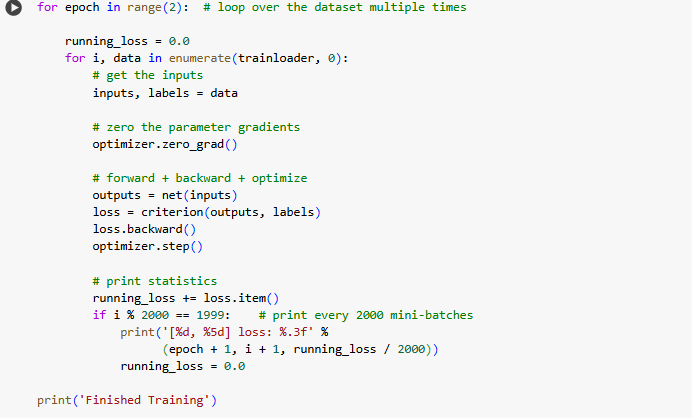 for epoch in range(2):  # loop over the dataset multiple times

    running_loss = 0.0
    for i, data in enumerate(trainloader, 0):
        # get the inputs
        inputs, labels = data

        # zero the parameter gradients
        optimizer.zero_grad()

        # forward + backward + optimize
        outputs = net(inputs)
        loss = criterion(outputs, labels)
        loss.backward()
        optimizer.step()

        # print statistics
        running_loss += loss.item()
        if i % 2000 == 1999:    # print every 2000 mini-batches
            print('[%d, %5d] loss: %.3f' %
                  (epoch + 1, i + 1, running_loss / 2000))
            running_loss = 0.0

print('Finished Training')